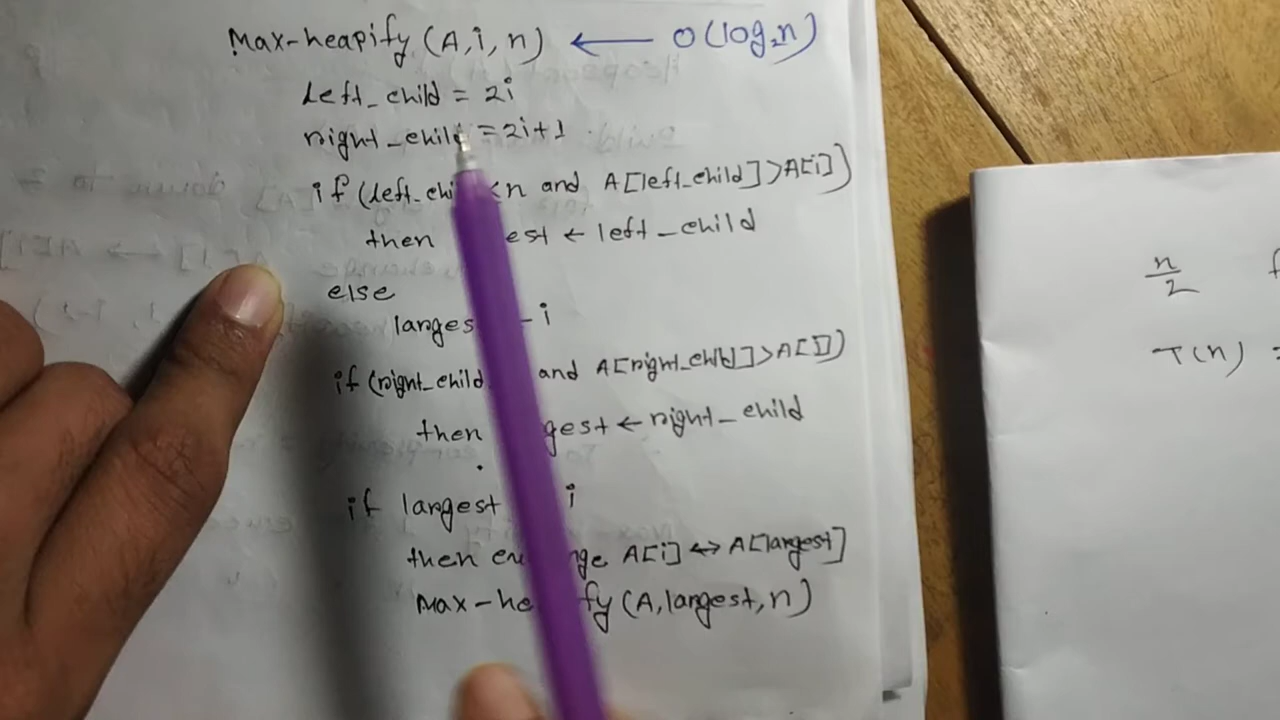 Max-heapify (A, i, n) ← O(log₂n)
Left_child = 2i
right_child = 2i+1
if (left_chi < n and A[left_child] > A[i])
then est ← left_child
else
larges - i
if (right_child and A[right_child] > A[I])
then gest ← right_child
if largest i
then ex nge A[i] ↔ A[largest]
Max-he fy (A, largest, n)
n/2 f
T(n) =